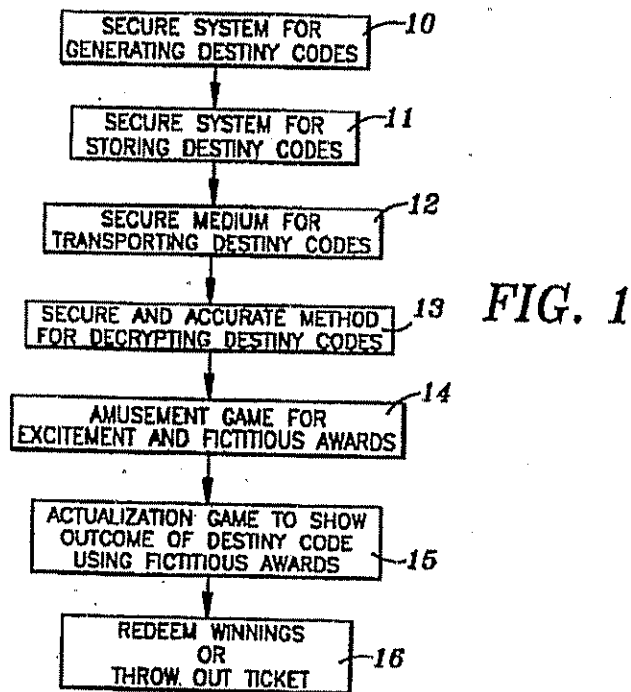 SECURE SYSTEM FOR
GENERATING DESTINY CODES
10
SECURE SYSTEM FOR
STORING DESTINY CODES
11
SECURE MEDIUM FOR
TRANSPORTING DESTINY CODES
12
SECURE AND ACCURATE METHOD
FOR DECRYPTING DESTINY CODES
13
FIG. 1
AMUSEMENT GAME FOR
EXCITEMENT AND FICTITIOUS AWARDS
14
ACTUALIZATION GAME TO SHOW
OUTCOME OF DESTINY CODE
USING FICTITIOUS AWARDS
15
REDEEM WINNINGS
OR
THROW OUT TICKET
16